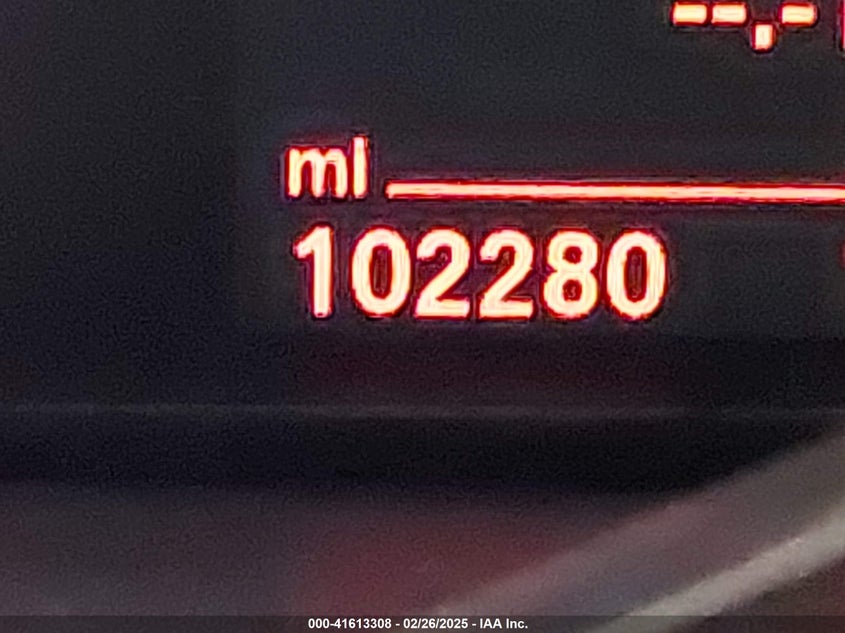 --.-
ml
102280
000-41613308 - 02/26/2025 - IAA Inc.